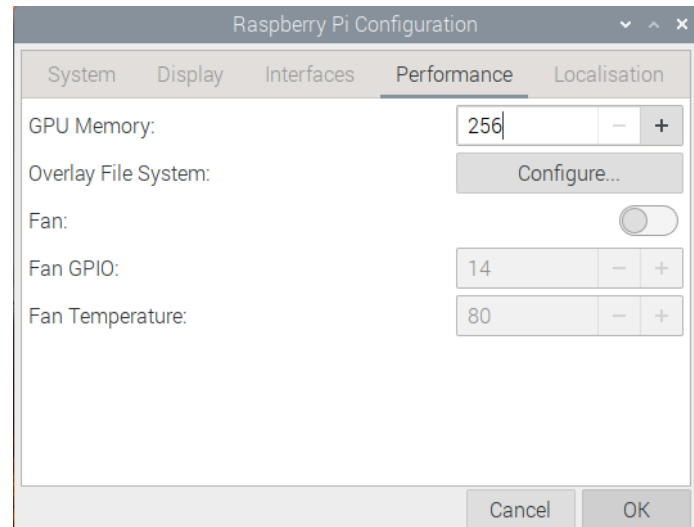 Raspberry Pi Configuration
System Display Interfaces Performance Localisation
GPU Memory: 256 − +
Overlay File System: Configure...
Fan:
Fan GPIO: 14 − +
Fan Temperature: 80 − +
Cancel OK